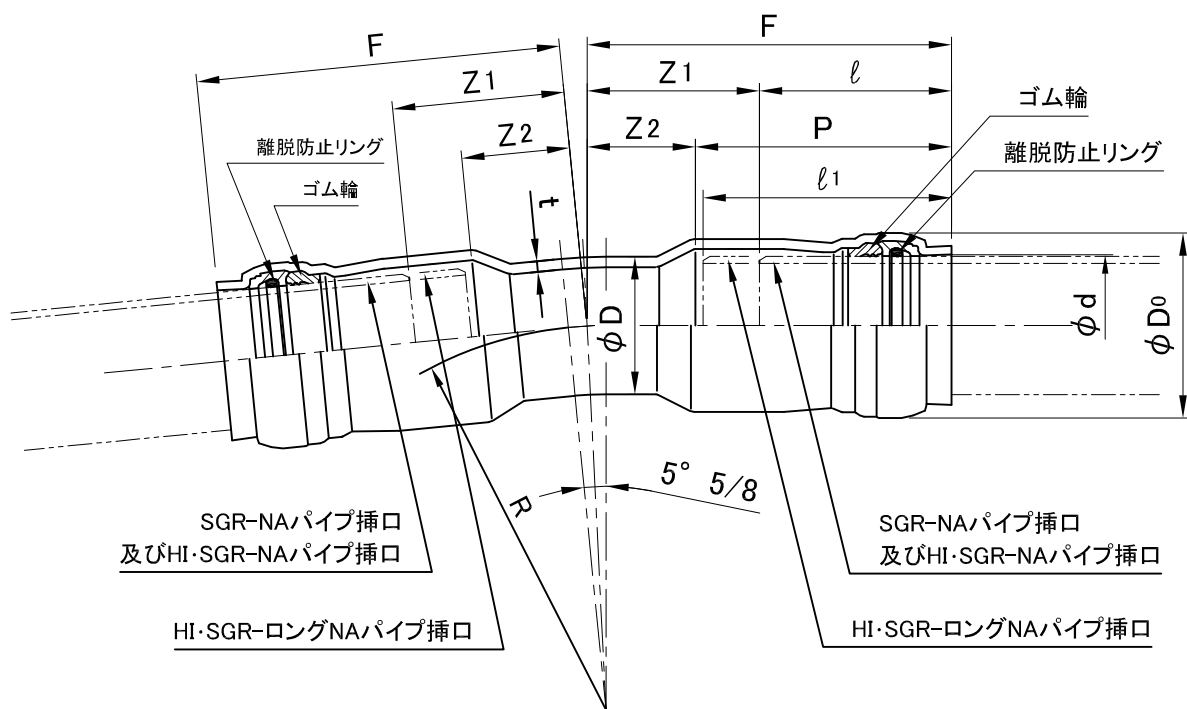 F
F
Z1
Z1
ℓ
ゴム輪
Z2
Z2
P
離脱防止リング
離脱防止リング
ℓ1
ゴム輪
t
φD
φd
φD0
R
5° 5/8
SGR-NAパイプ挿口
及びHI・SGR-NAパイプ挿口
SGR-NAパイプ挿口
及びHI・SGR-NAパイプ挿口
HI・SGR-ロングNAパイプ挿口
HI・SGR-ロングNAパイプ挿口